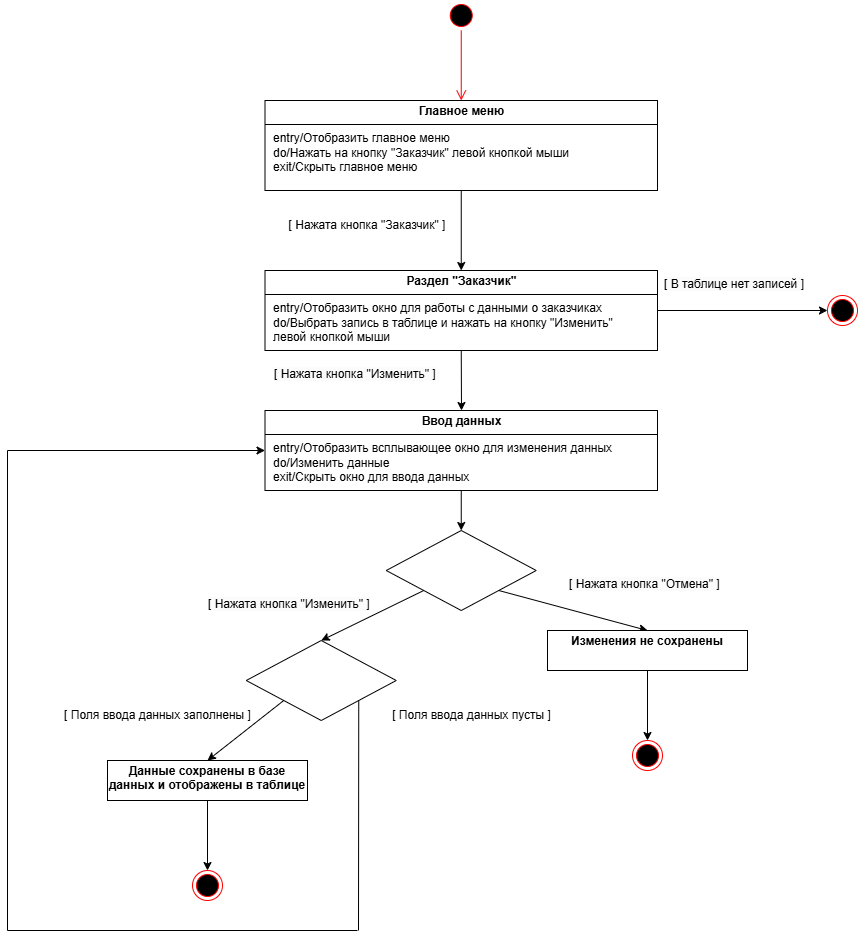 Главное меню
entry/Отобразить главное меню
do/Нажать на кнопку "Заказчик" левой кнопкой мыши
exit/Скрыть главное меню
[ Нажата кнопка "Заказчик" ]
Раздел "Заказчик"
[ В таблице нет записей ]
entry/Отобразить окно для работы с данными о заказчиках
do/Выбрать запись в таблице и нажать на кнопку "Изменить"
левой кнопкой мыши
[ Нажата кнопка "Изменить" ]
Ввод данных
entry/Отобразить всплывающее окно для изменения данных
do/Изменить данные
exit/Скрыть окно для ввода данных
[ Нажата кнопка "Отмена" ]
[ Нажата кнопка "Изменить" ]
Изменения не сохранены
[ Поля ввода данных заполнены ]
[ Поля ввода данных пусты ]
Данные сохранены в базе
данных и отображены в таблице